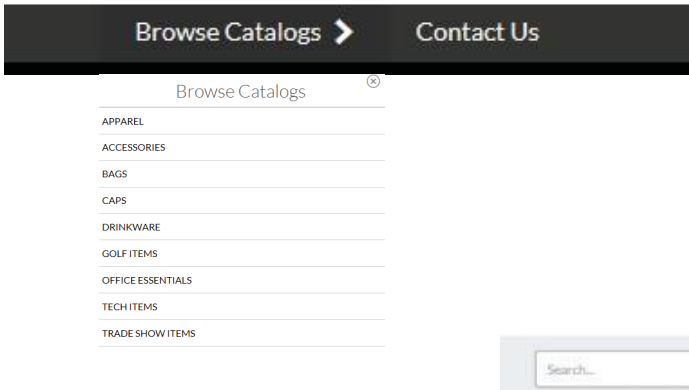 Browse Catalogs Contact Us
Browse Catalogs
APPAREL
ACCESSORIES
BAGS
CAPS
DRINKWARE
GOLF ITEMS
OFFICE ESSENTIALS
TECH ITEMS
TRADE SHOW ITEMS
Search...